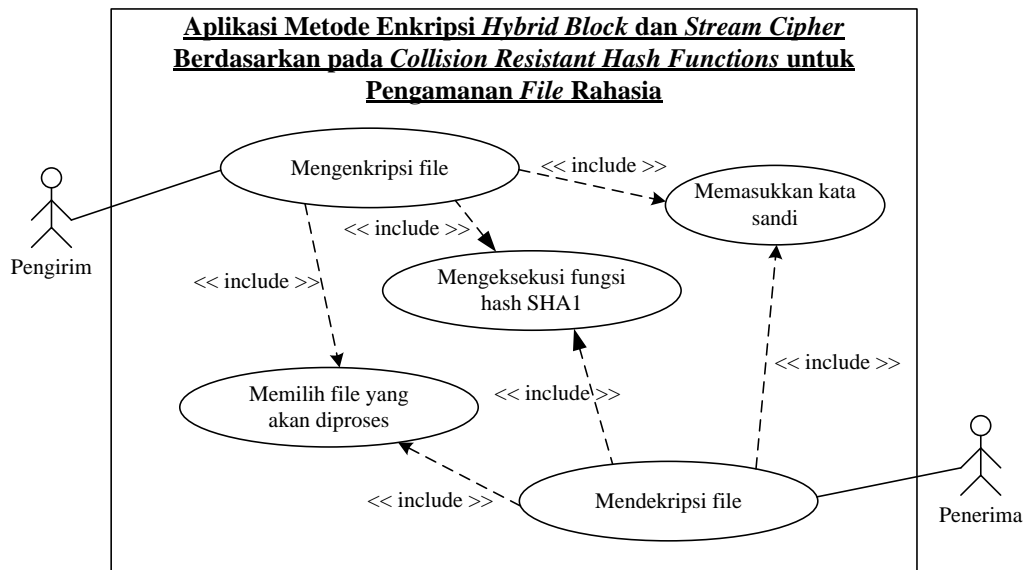 Aplikasi Metode Enkripsi Hybrid Block dan Stream Cipher
Berdasarkan pada Collision Resistant Hash Functions untuk
Pengamanan File Rahasia
Mengenkripsi file
<< include >>
Memasukkan kata
sandi
<< include >>
Pengirim
<< include >>
Mengeksekusi fungsi
hash SHA1
<< include >>
Memilih file yang
akan diproses
<< include >>
<< include >>
Mendekripsi file
Penerima